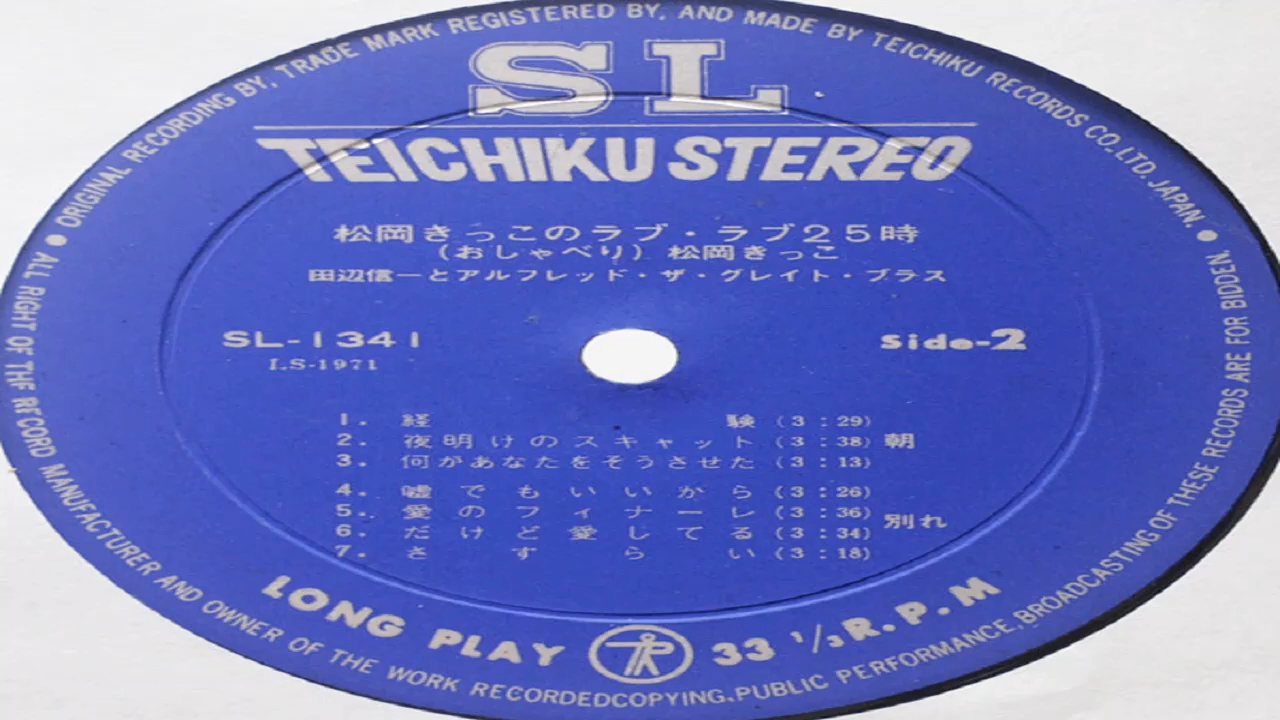 ● ORIGINAL RECORDING BY, TRADE MARK REGISTERED BY, AND MADE BY TEICHIKU RECORDS CO.,LTD. JAPAN. ●
SL
TEICHIKU STEREO
松岡きっこのラブ・ラブ25時
(おしゃべり) 松岡きっこ
田辺信一とアルフレッド・ザ・グレイト・ブラス
SL-1341
Side-2
LS-1971
1. 経験 (3:29)
2. 夜明けのスキャット (3:38) 朝
3. 何があなたをそうさせた (3:13)
4. 嘘でもいいから (3:26)
5. 愛のフィナーレ (3:36) 別れ
6. だけど愛してる (3:34)
7. さすらい (3:18)
LONG PLAY 33 1/3 R.P.M
ALL RIGHT OF THE RECORD MANUFACTURER AND OWNER OF THE WORK RECORDEDCOPYING, PUBLIC PERFORMANCE, BROADCASTING OF THESE RECORDS ARE FOR BIDDEN.